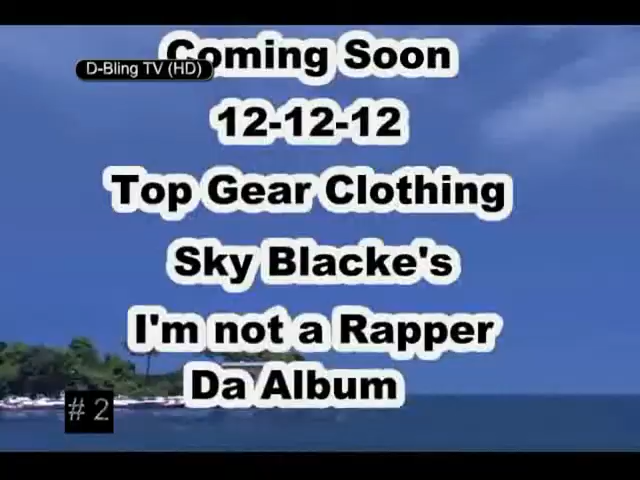 Coming Soon
D-Bling TV (HD)
12-12-12
Top Gear Clothing
Sky Blacke's
I'm not a Rapper
Da Album
# 2